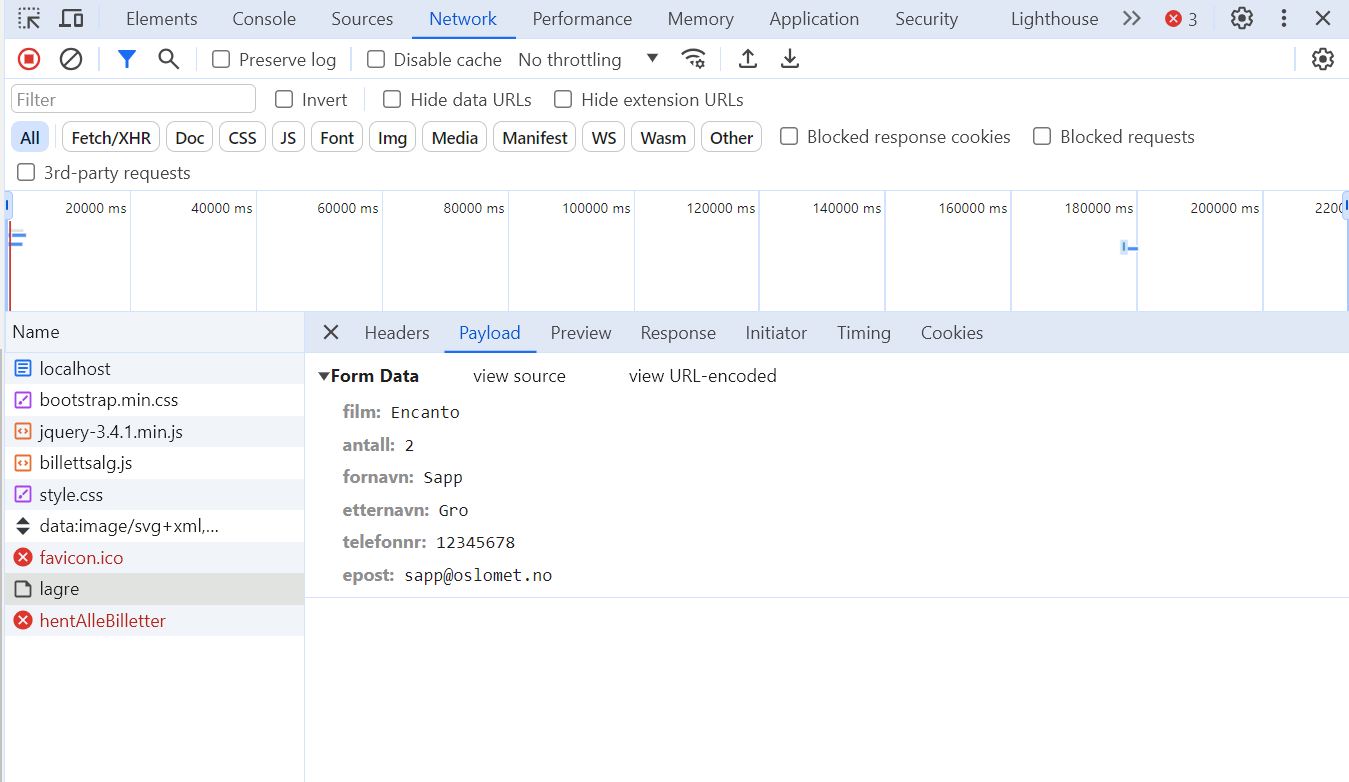 Elements Console Sources Network Performance Memory Application Security Lighthouse 3
Preserve log Disable cache No throttling
Filter Invert Hide data URLs Hide extension URLs
All Fetch/XHR Doc CSS JS Font Img Media Manifest WS Wasm Other Blocked response cookies Blocked requests
3rd-party requests
20000 ms 40000 ms 60000 ms 80000 ms 100000 ms 120000 ms 140000 ms 160000 ms 180000 ms 200000 ms 2200
Name
localhost
bootstrap.min.css
jquery-3.4.1.min.js
billettsalg.js
style.css
data:image/svg+xml,...
favicon.ico
lagre
hentAlleBilletter
Headers Payload Preview Response Initiator Timing Cookies
Form Data view source view URL-encoded
film: Encanto
antall: 2
fornavn: Sapp
etternavn: Gro
telefonnr: 12345678
epost: sapp@oslomet.no